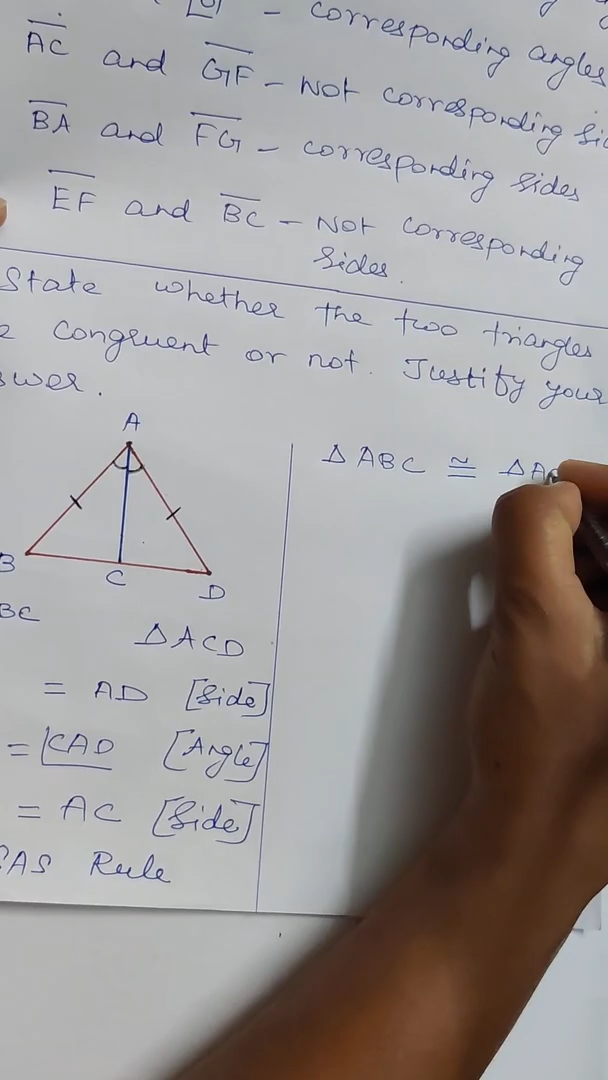 - corresponding angles
AC and GF - Not corresponding
BA and FG - corresponding sides
EF and BC - Not corresponding
sides.
State whether the two triangles
congruent or not. Justify your
A
ΔABC ≅ ΔA
B
C
D
BC ΔACD
= AD [Side]
= CAD [Angle]
= AC [Side]
SAS Rule